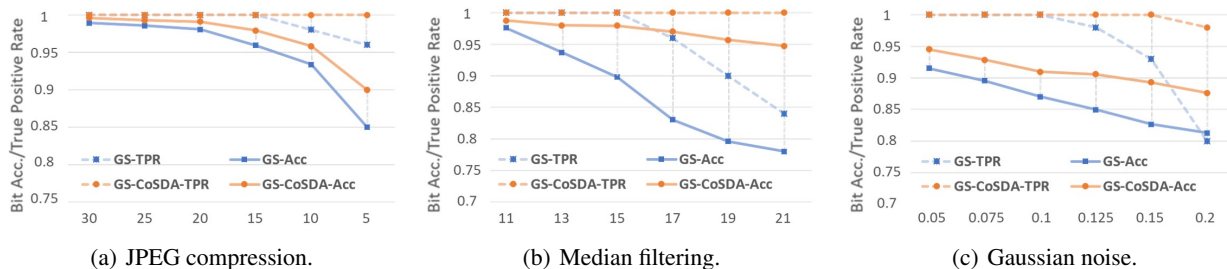 Bit Acc./True Positive Rate
1
0.95
0.9
0.85
0.8
0.75
GS-TPR
GS-Acc
GS-CoSDA-TPR
GS-CoSDA-Acc
30 25 20 15 10 5
(a) JPEG compression.
Bit Acc./True Positive Rate
1
0.95
0.9
0.85
0.8
0.75
0.7
GS-TPR
GS-Acc
GS-CoSDA-TPR
GS-CoSDA-Acc
11 13 15 17 19 21
(b) Median filtering.
Bit Acc./True Positive Rate
1
0.95
0.9
0.85
0.8
0.75
0.7
GS-TPR
GS-Acc
GS-CoSDA-TPR
GS-CoSDA-Acc
0.05 0.075 0.1 0.125 0.15 0.2
(c) Gaussian noise.